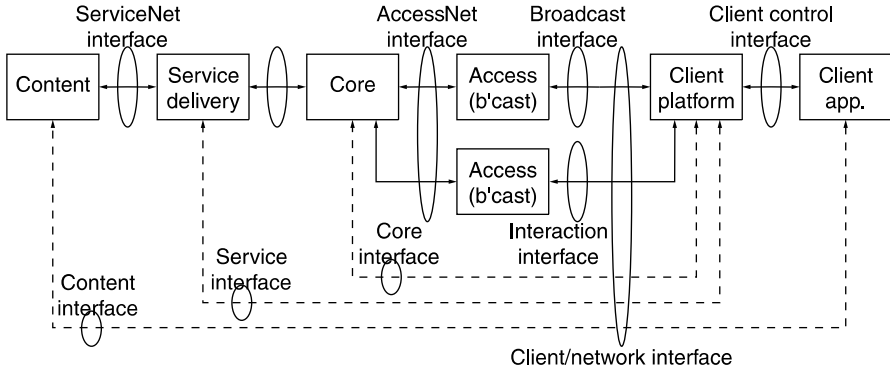 ServiceNet
interface
AccessNet
interface
Broadcast
interface
Client control
interface
Content
Service
delivery
Core
Access
(b'cast)
Client
platform
Client
app.
Access
(b'cast)
Core
interface
Interaction
interface
Service
interface
Content
interface
Client/network interface